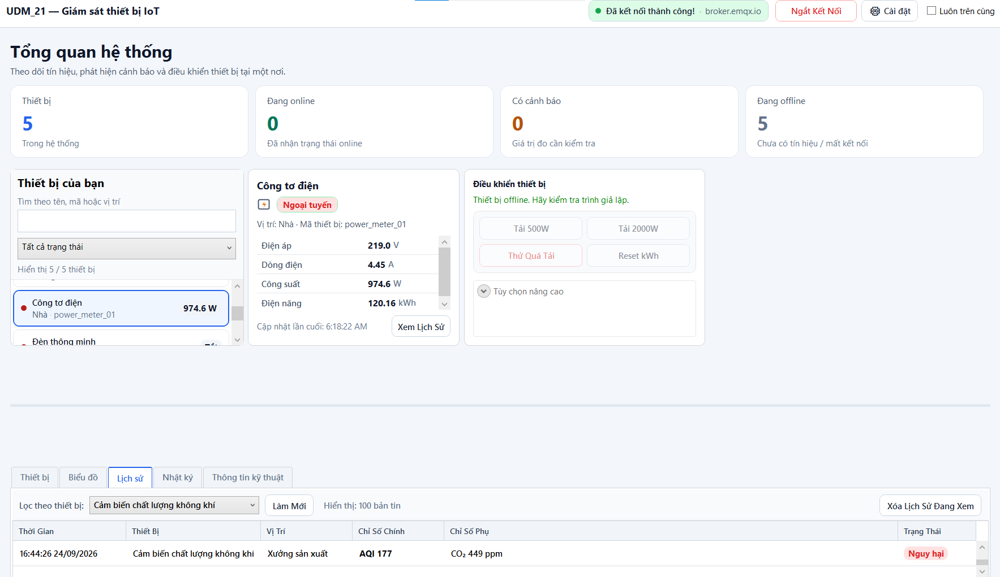 UDM_21 — Giám sát thiết bị IoT
Đã kết nối thành công! · broker.emqx.io
Ngắt Kết Nối
Cài đặt
Luôn trên cùng
Tổng quan hệ thống
Theo dõi tín hiệu, phát hiện cảnh báo và điều khiển thiết bị tại một nơi.
Thiết bị
5
Trong hệ thống
Đang online
0
Đã nhận trạng thái online
Có cảnh báo
0
Giá trị đo cần kiểm tra
Đang offline
5
Chưa có tín hiệu / mất kết nối
Thiết bị của bạn
Tìm theo tên, mã hoặc vị trí
Tất cả trạng thái
Hiển thị 5 / 5 thiết bị
Công tơ điện
Nhà · power_meter_01
974.6 W
Đèn thông minh
Công tơ điện
Ngoại tuyến
Vị trí: Nhà · Mã thiết bị: power_meter_01
Điện áp 219.0 V
Dòng điện 4.45 A
Công suất 974.6 W
Điện năng 120.16 kWh
Cập nhật lần cuối: 6:18:22 AM
Xem Lịch Sử
Điều khiển thiết bị
Thiết bị offline. Hãy kiểm tra trình giả lập.
Tải 500W
Tải 2000W
Thử Quá Tải
Reset kWh
Tùy chọn nâng cao
Thiết bị
Biểu đồ
Lịch sử
Nhật ký
Thông tin kỹ thuật
Lọc theo thiết bị:
Cảm biến chất lượng không khí
Làm Mới
Hiển thị: 100 bản tin
Xóa Lịch Sử Đang Xem
Thời Gian Thiết Bị Vị Trí Chỉ Số Chính Chỉ Số Phụ Trạng Thái
16:44:26 24/09/2026 Cảm biến chất lượng không khí Xưởng sản xuất AQI 177 CO₂ 449 ppm Nguy hại